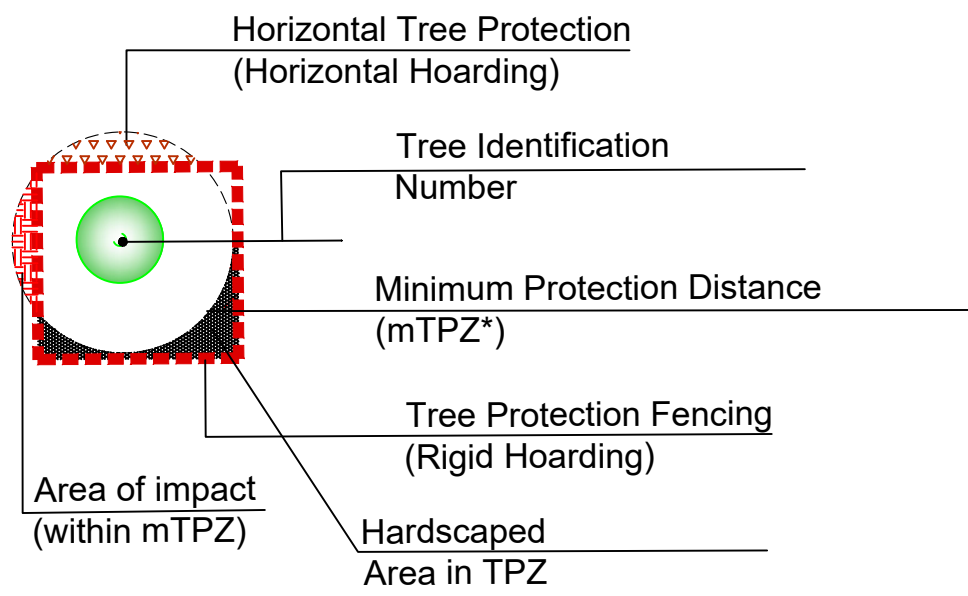 Horizontal Tree Protection
(Horizontal Hoarding)
Tree Identification
Number
Minimum Protection Distance
(mTPZ*)
Tree Protection Fencing
(Rigid Hoarding)
Area of impact
(within mTPZ)
Hardscaped
Area in TPZ